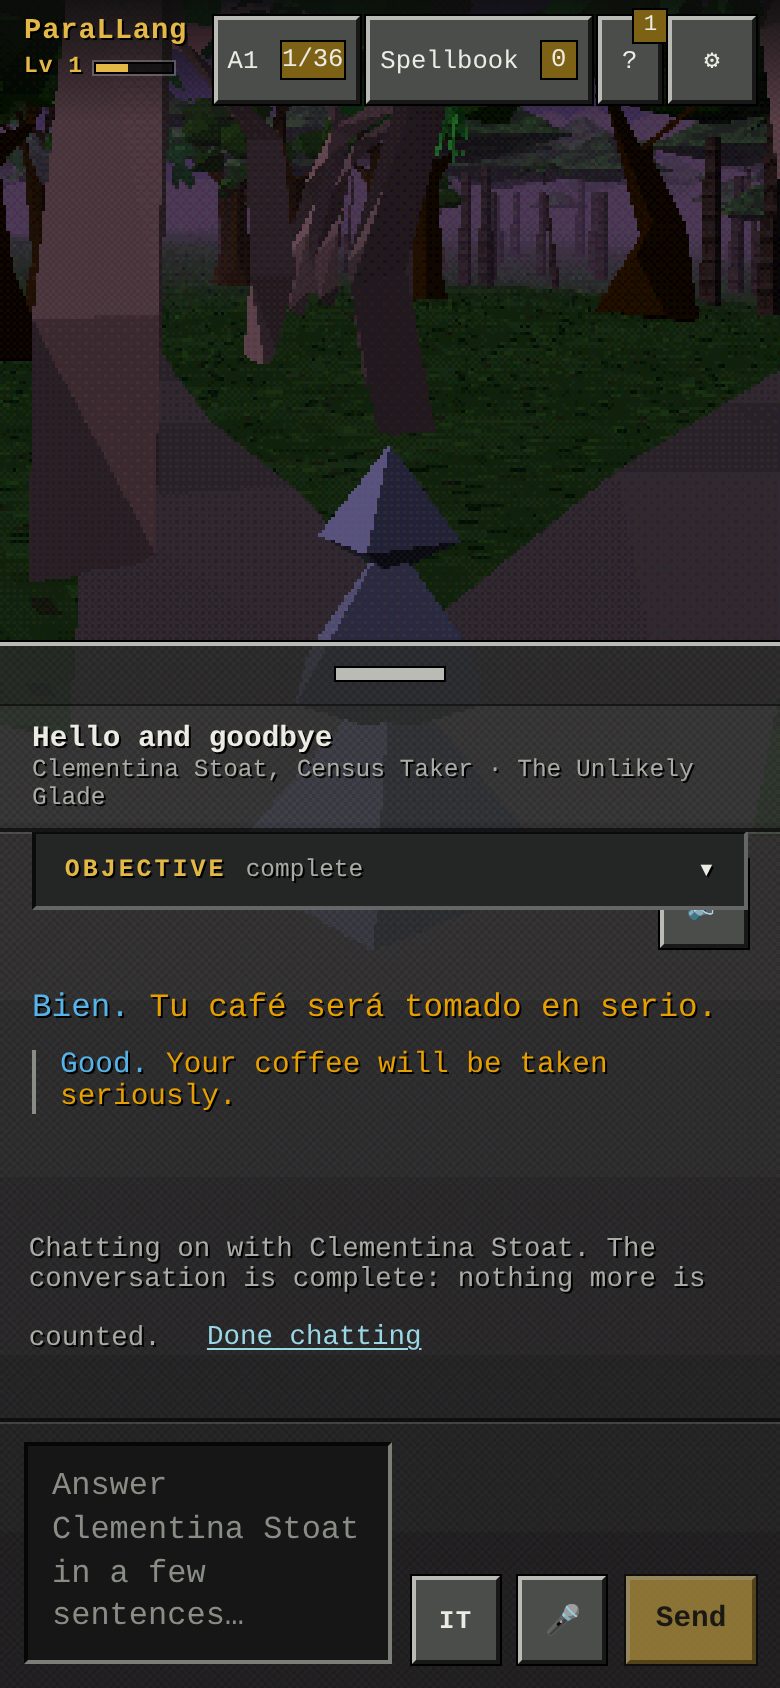 ParaLLang
Lv 1
A1 1/36
Spellbook 0
?
1
⚙
Hello and goodbye
Clementina Stoat, Census Taker · The Unlikely
Glade
OBJECTIVE complete ▼
Bien. Tu café será tomado en serio.
Good. Your coffee will be taken
seriously.
Chatting on with Clementina Stoat. The
conversation is complete: nothing more is
counted. Done chatting
Answer
Clementina Stoat
in a few
sentences…
IT
Send